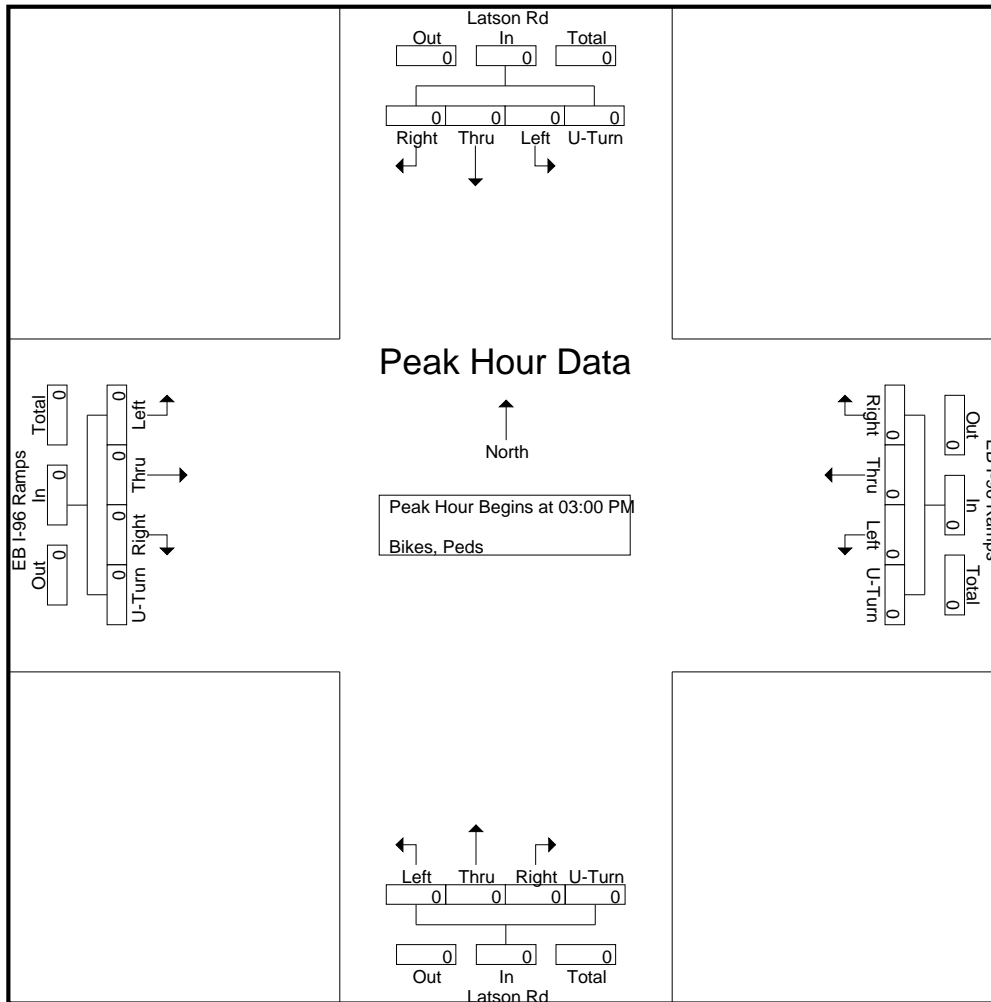 Latson Rd
Out In Total
0 0 0
0 0 0 0
Right Thru Left U-Turn
Peak Hour Data
North
Peak Hour Begins at 03:00 PM
Bikes, Peds
EB I-96 Ramps
Out In Total
0 0 0
0 0 0 0
U-Turn Right Thru Left
EB I-96 Ramps
Out In Total
0 0 0
0 0 0 0
Right Thru Left U-Turn
Left Thru Right U-Turn
0 0 0 0
0 0 0
Out In Total
Latson Rd